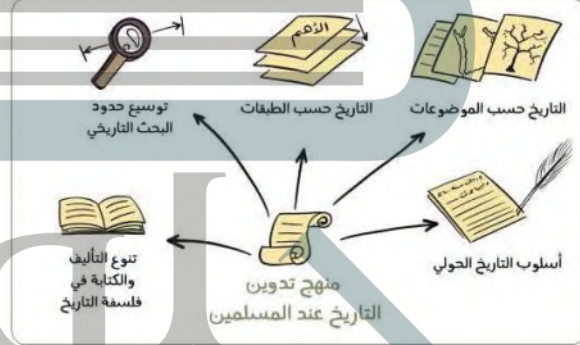 توسيع حدود
البحث التاريخي
الأهم
التاريخ حسب الطبقات
التاريخ حسب الموضوعات
تنوع التأليف
والكتابة في
فلسفة التاريخ
منهج تدوين
التاريخ عند المسلمين
أسلوب التاريخ الحولي